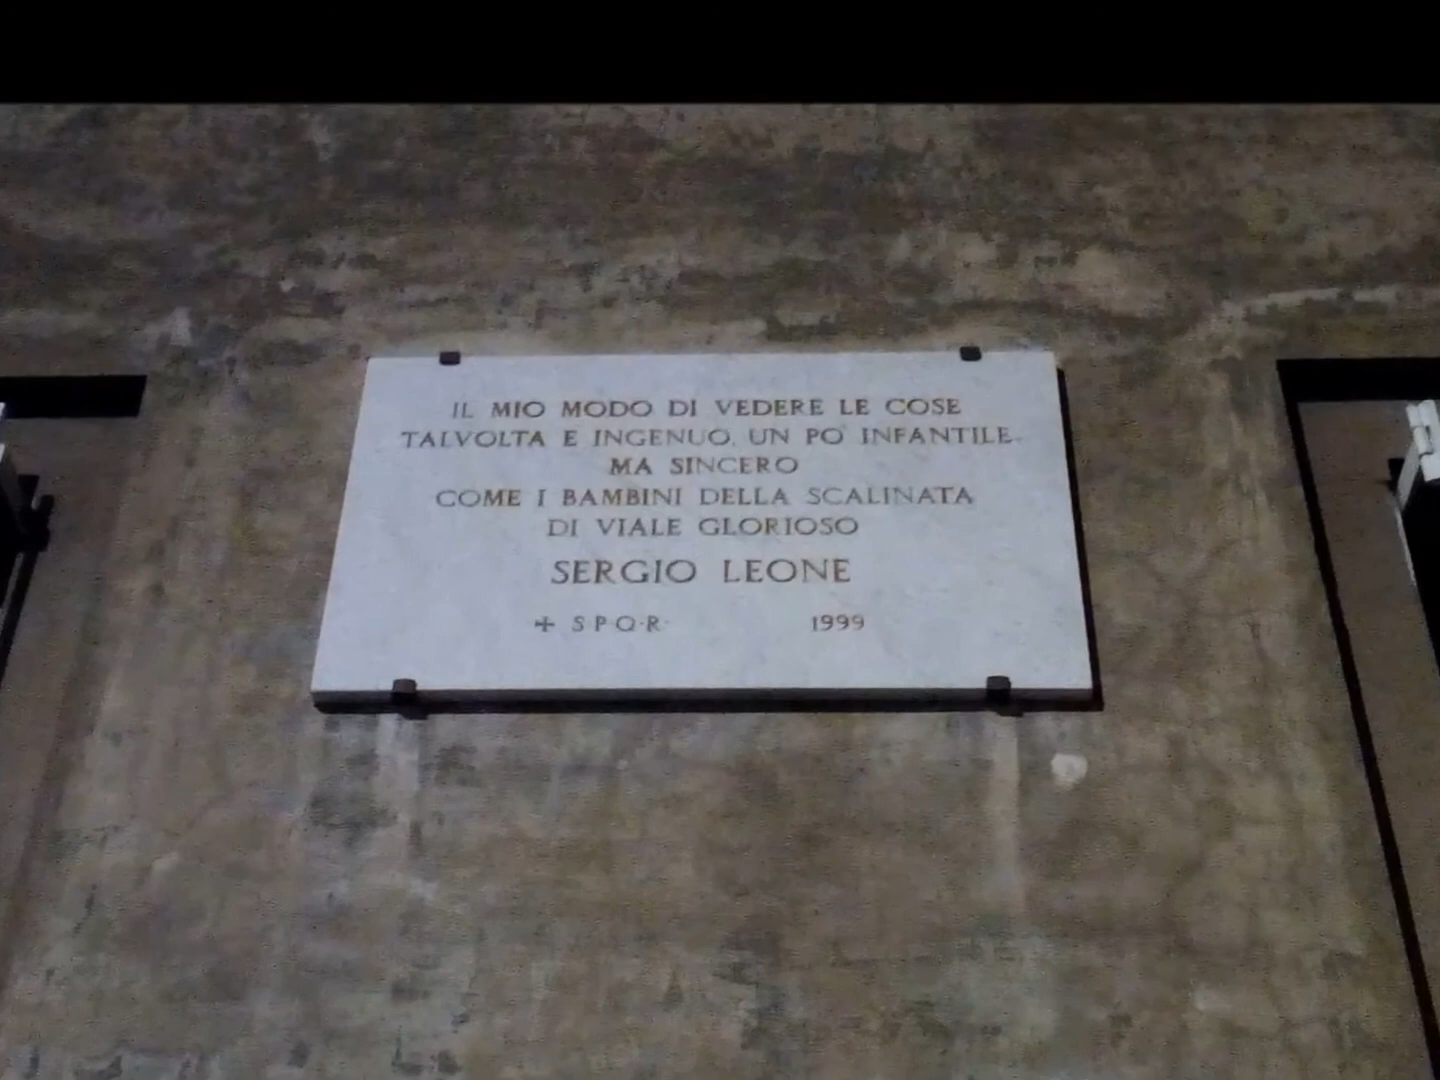 IL MIO MODO DI VEDERE LE COSE
TALVOLTA E INGENUO, UN PO' INFANTILE,
MA SINCERO
COME I BAMBINI DELLA SCALINATA
DI VIALE GLORIOSO
SERGIO LEONE
+ S·P·Q·R· 1999